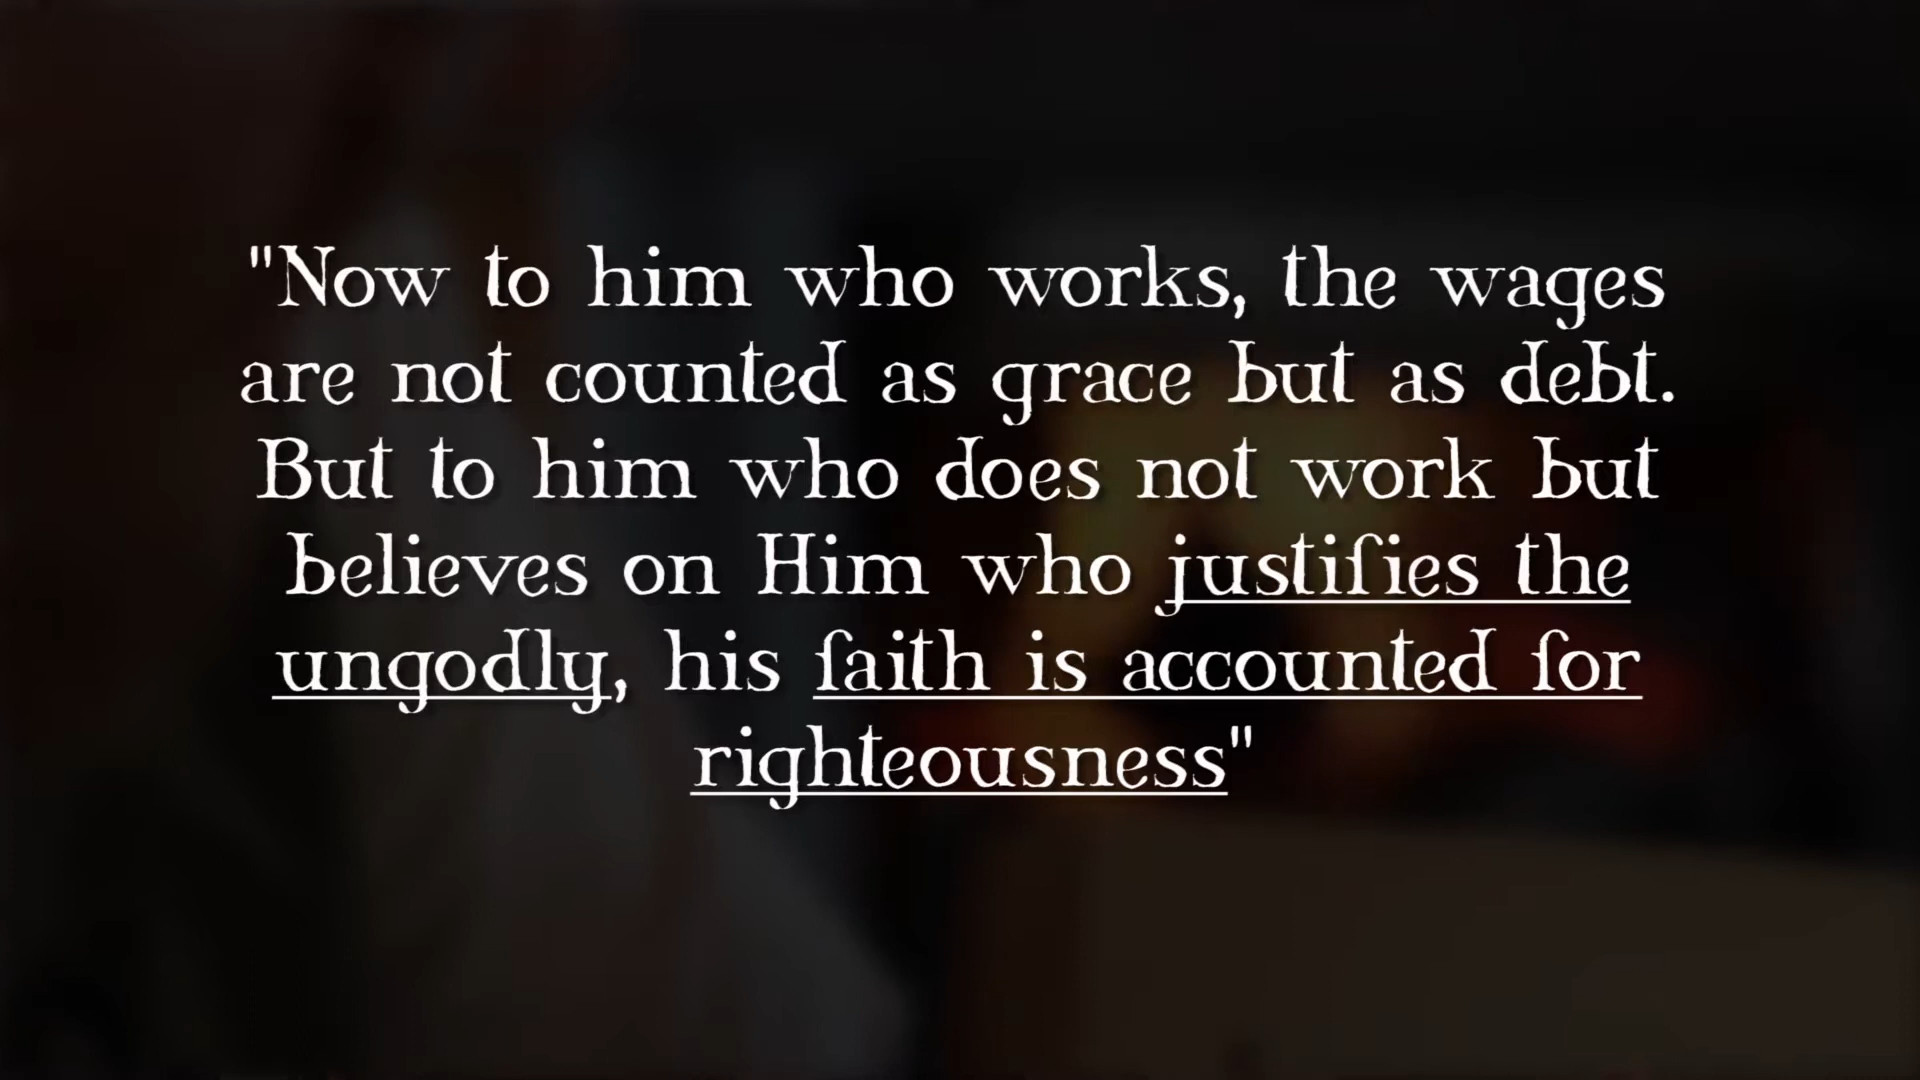 "Now to him who works, the wages
are not counted as grace but as debt.
But to him who does not work but
believes on Him who justifies the
ungodly, his faith is accounted for
righteousness"